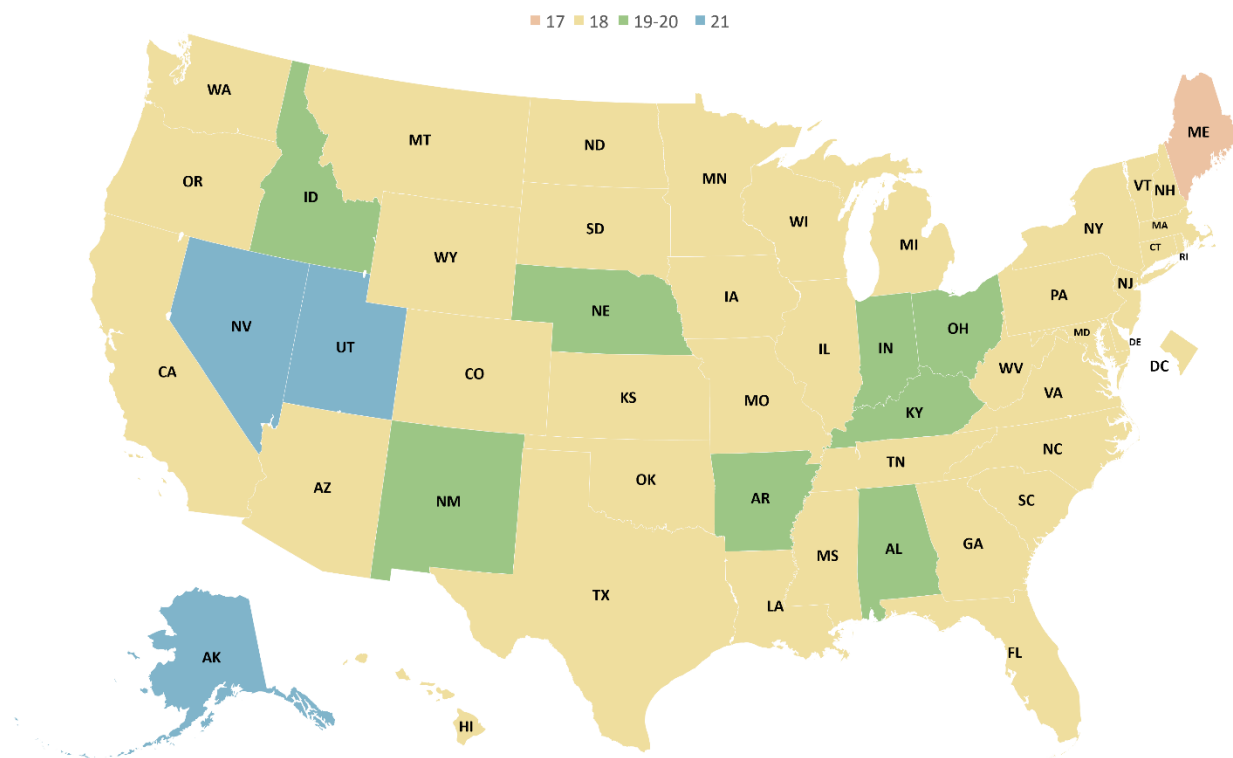 17 18 19-20 21
WA
MT
ND
MN
OR
ID
SD
WI
MI
ME
VT
NH
NY
MA
CT
RI
WY
IA
NE
PA
NJ
NV
UT
IL
IN
OH
MD
DE
DC
CA
CO
KS
MO
WV
VA
KY
AZ
NM
OK
AR
TN
NC
SC
MS
AL
GA
TX
LA
AK
FL
HI